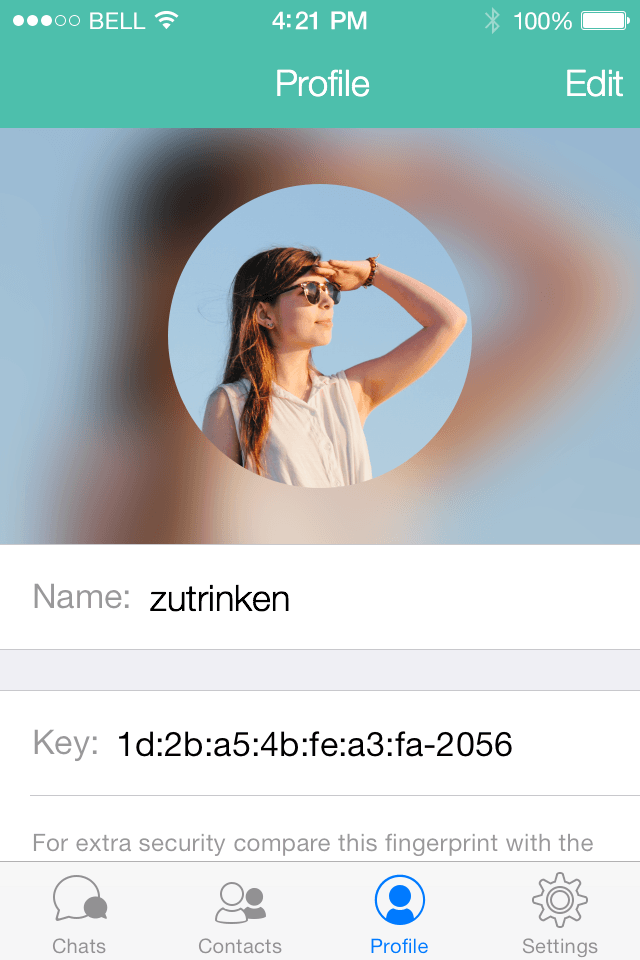 BELL 4:21 PM 100%
Profile Edit
Name: zutrinken
Key: 1d:2b:a5:4b:fe:a3:fa-2056
For extra security compare this fingerprint with the
Chats Contacts Profile Settings